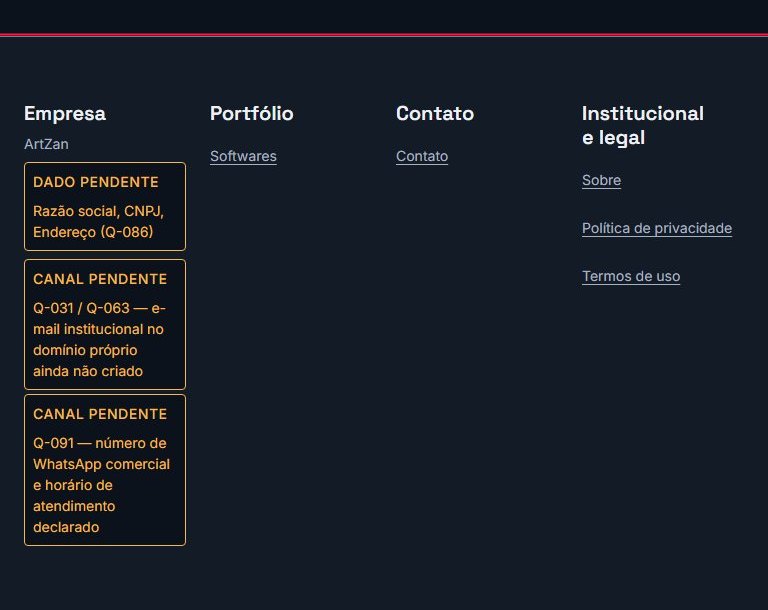 Empresa
ArtZan
DADO PENDENTE
Razão social, CNPJ,
Endereço (Q-086)
CANAL PENDENTE
Q-031 / Q-063 — e-
mail institucional no
domínio próprio
ainda não criado
CANAL PENDENTE
Q-091 — número de
WhatsApp comercial
e horário de
atendimento
declarado
Portfólio
Softwares
Contato
Contato
Institucional
e legal
Sobre
Política de privacidade
Termos de uso